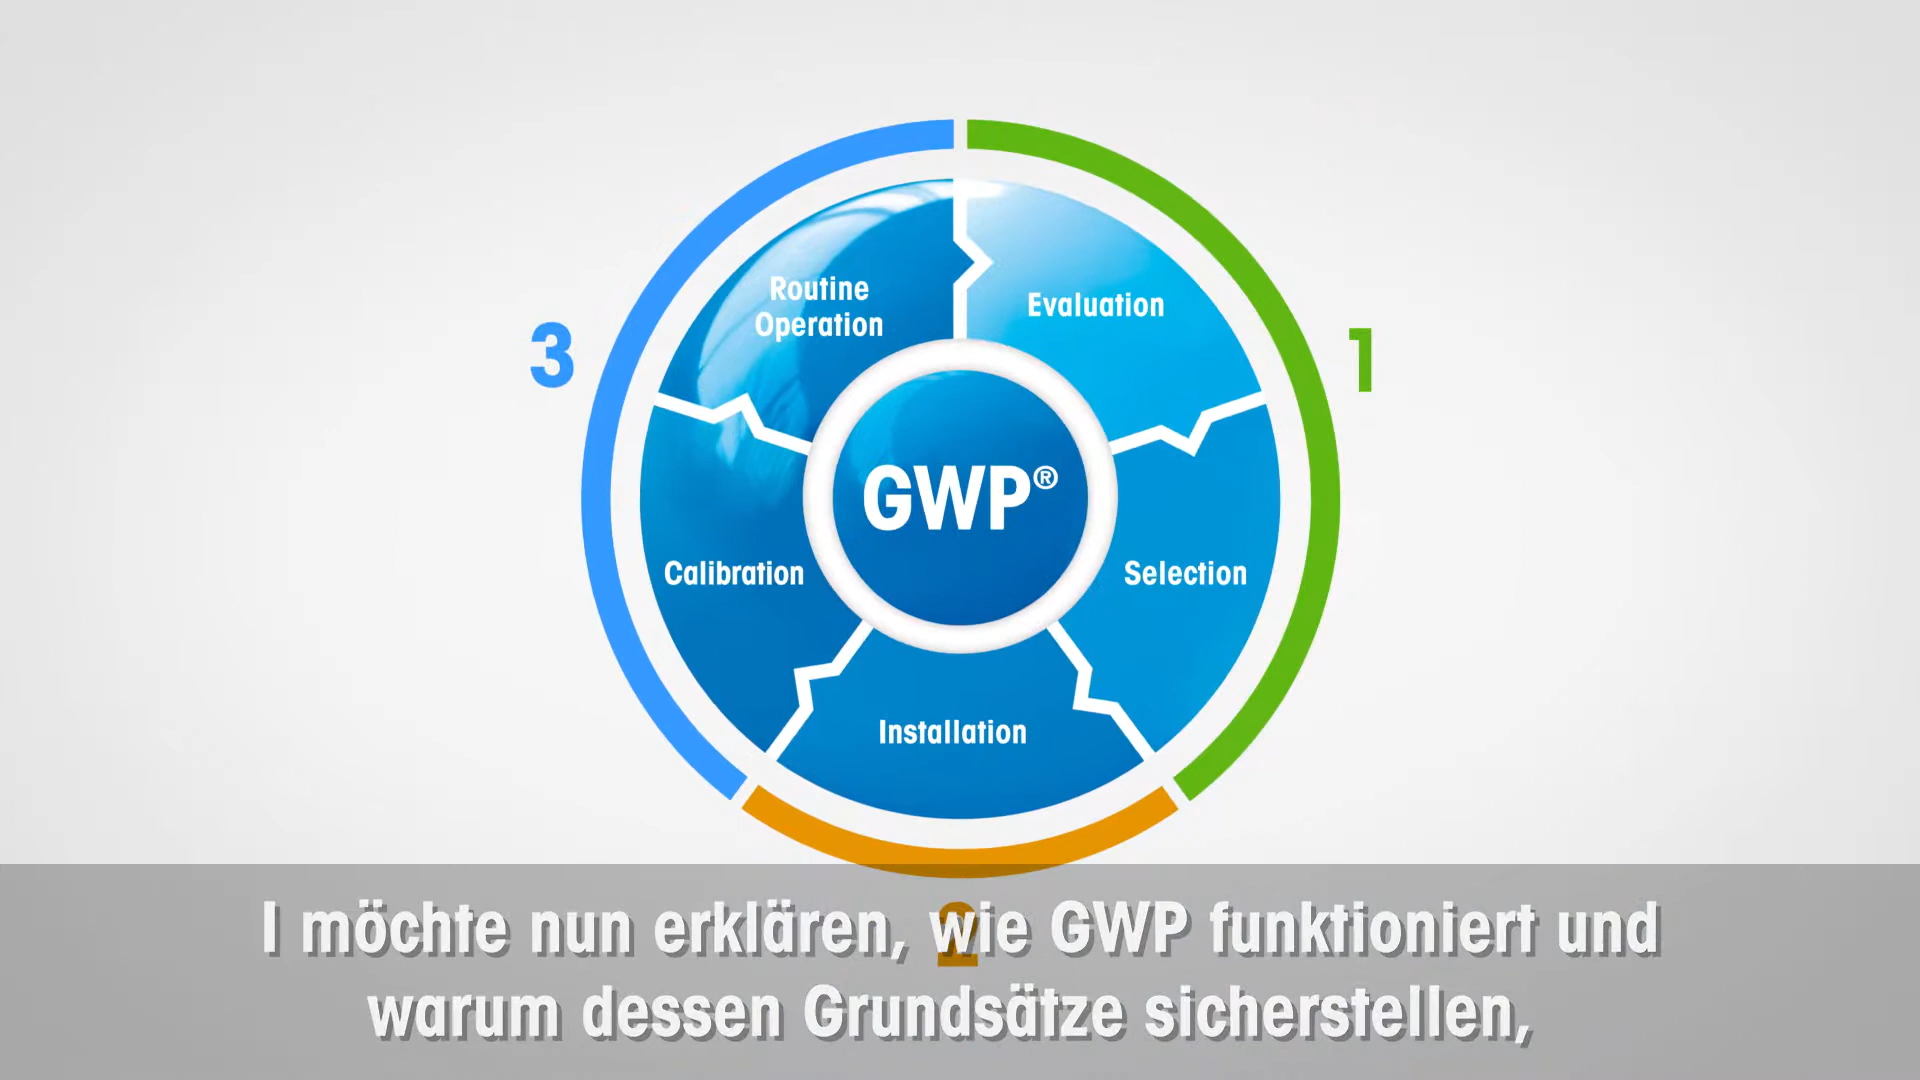 Routine
Operation
Evaluation
3
1
GWP®
Calibration
Selection
Installation
2
I möchte nun erklären, wie GWP funktioniert und
warum dessen Grundsätze sicherstellen,